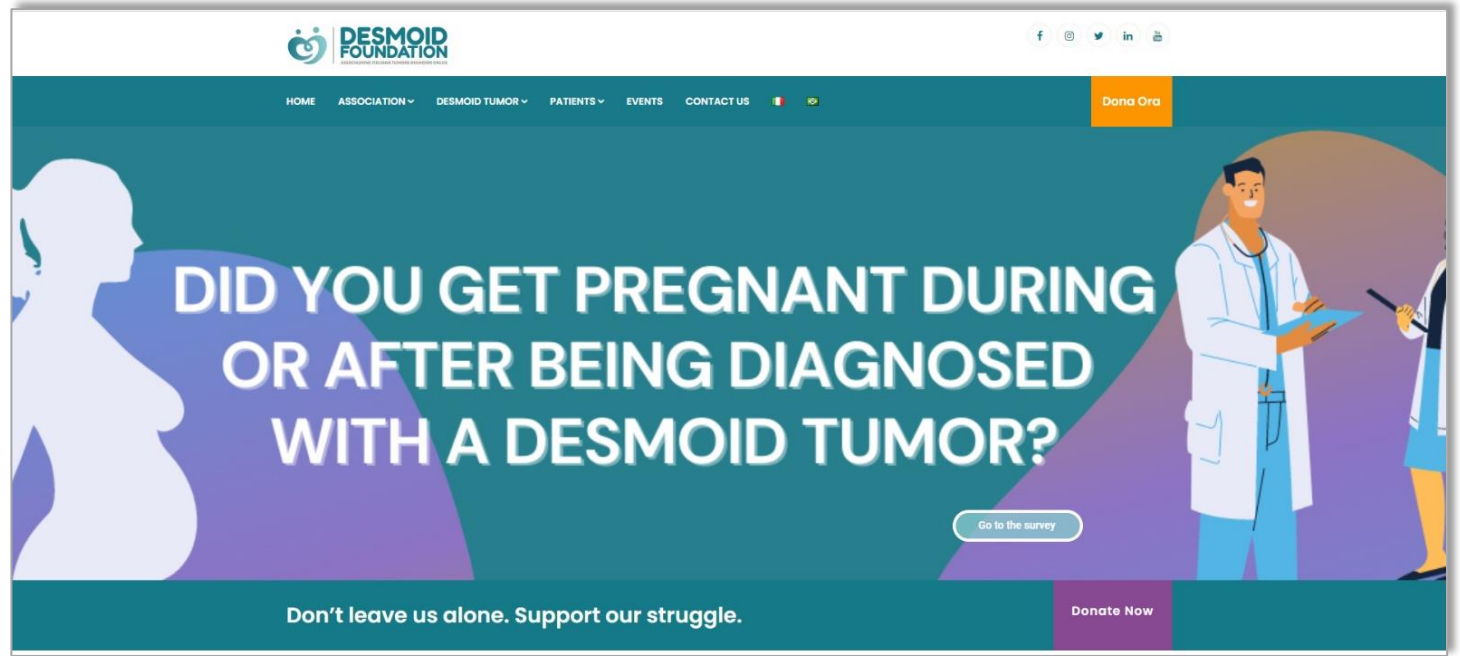 DESMOID
FOUNDATION
HOME ASSOCIATION DESMOID TUMOR PATIENTS EVENTS CONTACT US
Dona Ora
DID YOU GET PREGNANT DURING
OR AFTER BEING DIAGNOSED
WITH A DESMOID TUMOR?
Go to the survey
Don't leave us alone. Support our struggle.
Donate Now